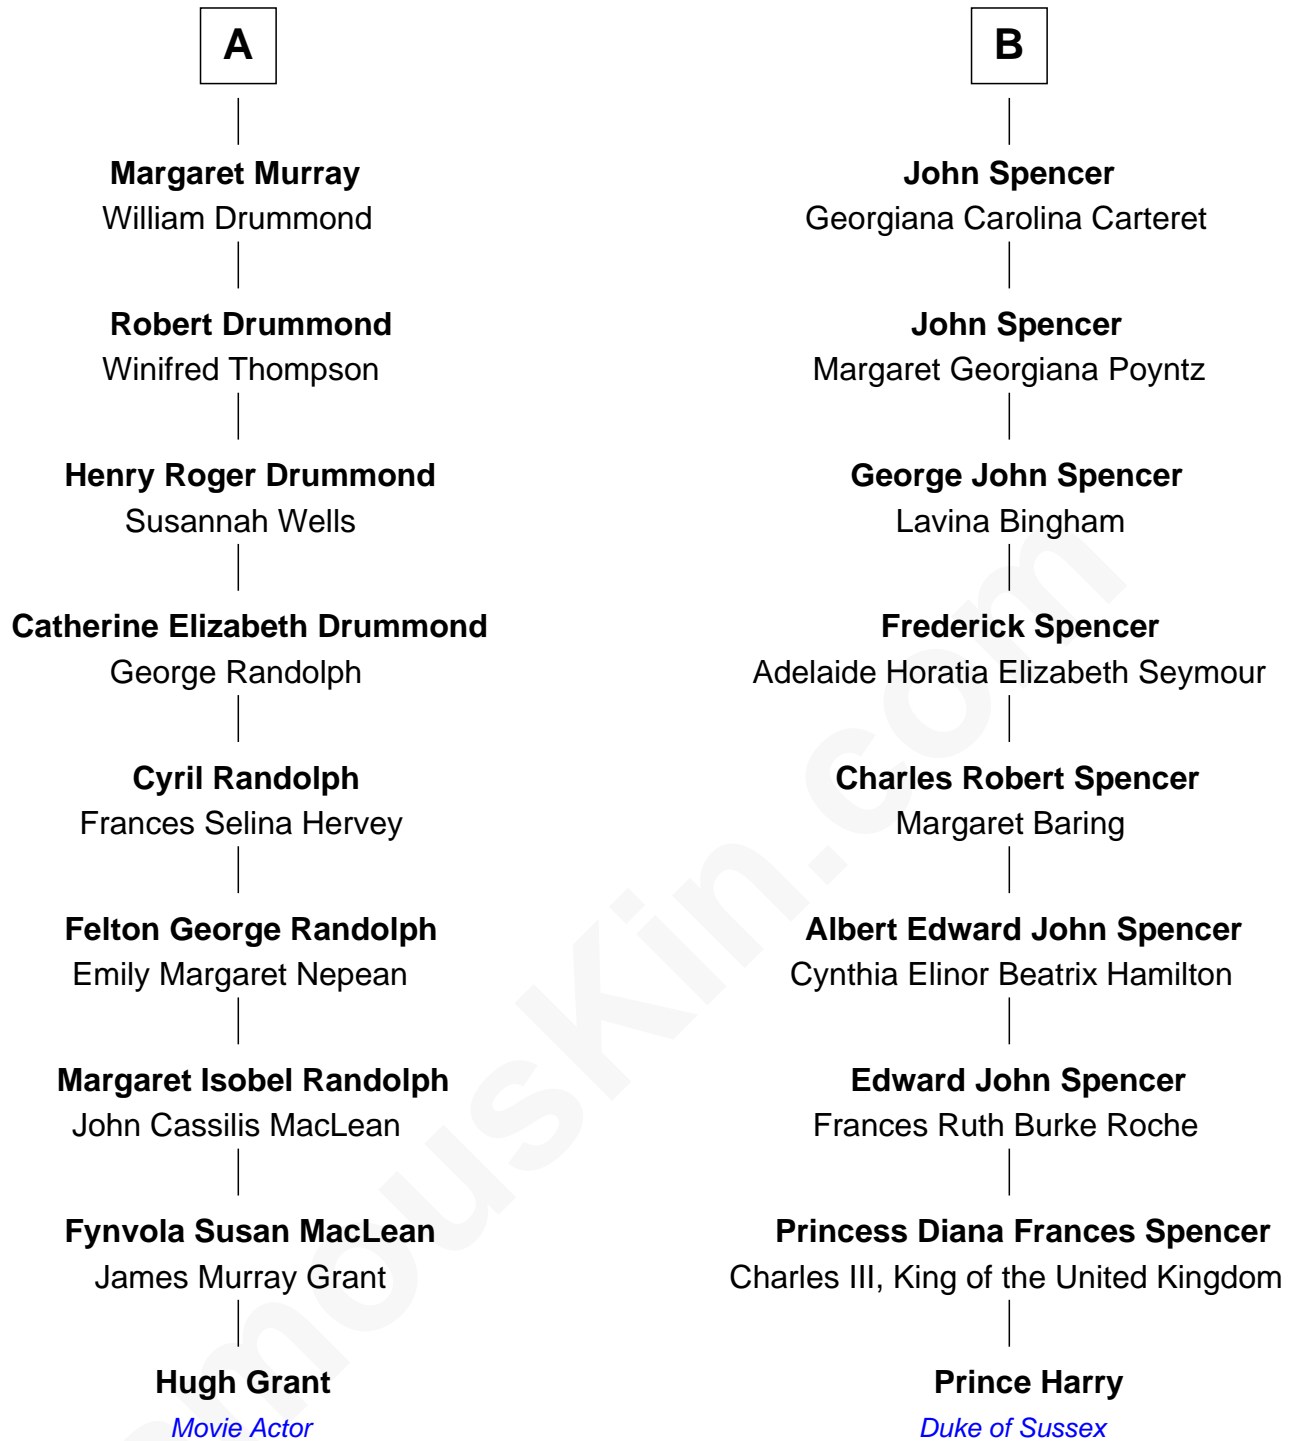 A
Margaret Murray
William Drummond
Robert Drummond
Winifred Thompson
Henry Roger Drummond
Susannah Wells
Catherine Elizabeth Drummond
George Randolph
Cyril Randolph
Frances Selina Hervey
Felton George Randolph
Emily Margaret Nepean
Margaret Isobel Randolph
John Cassilis MacLean
Fynvola Susan MacLean
James Murray Grant
Hugh Grant
Movie Actor
B
John Spencer
Georgiana Carolina Carteret
John Spencer
Margaret Georgiana Poyntz
George John Spencer
Lavina Bingham
Frederick Spencer
Adelaide Horatia Elizabeth Seymour
Charles Robert Spencer
Margaret Baring
Albert Edward John Spencer
Cynthia Elinor Beatrix Hamilton
Edward John Spencer
Frances Ruth Burke Roche
Princess Diana Frances Spencer
Charles III, King of the United Kingdom
Prince Harry
Duke of Sussex